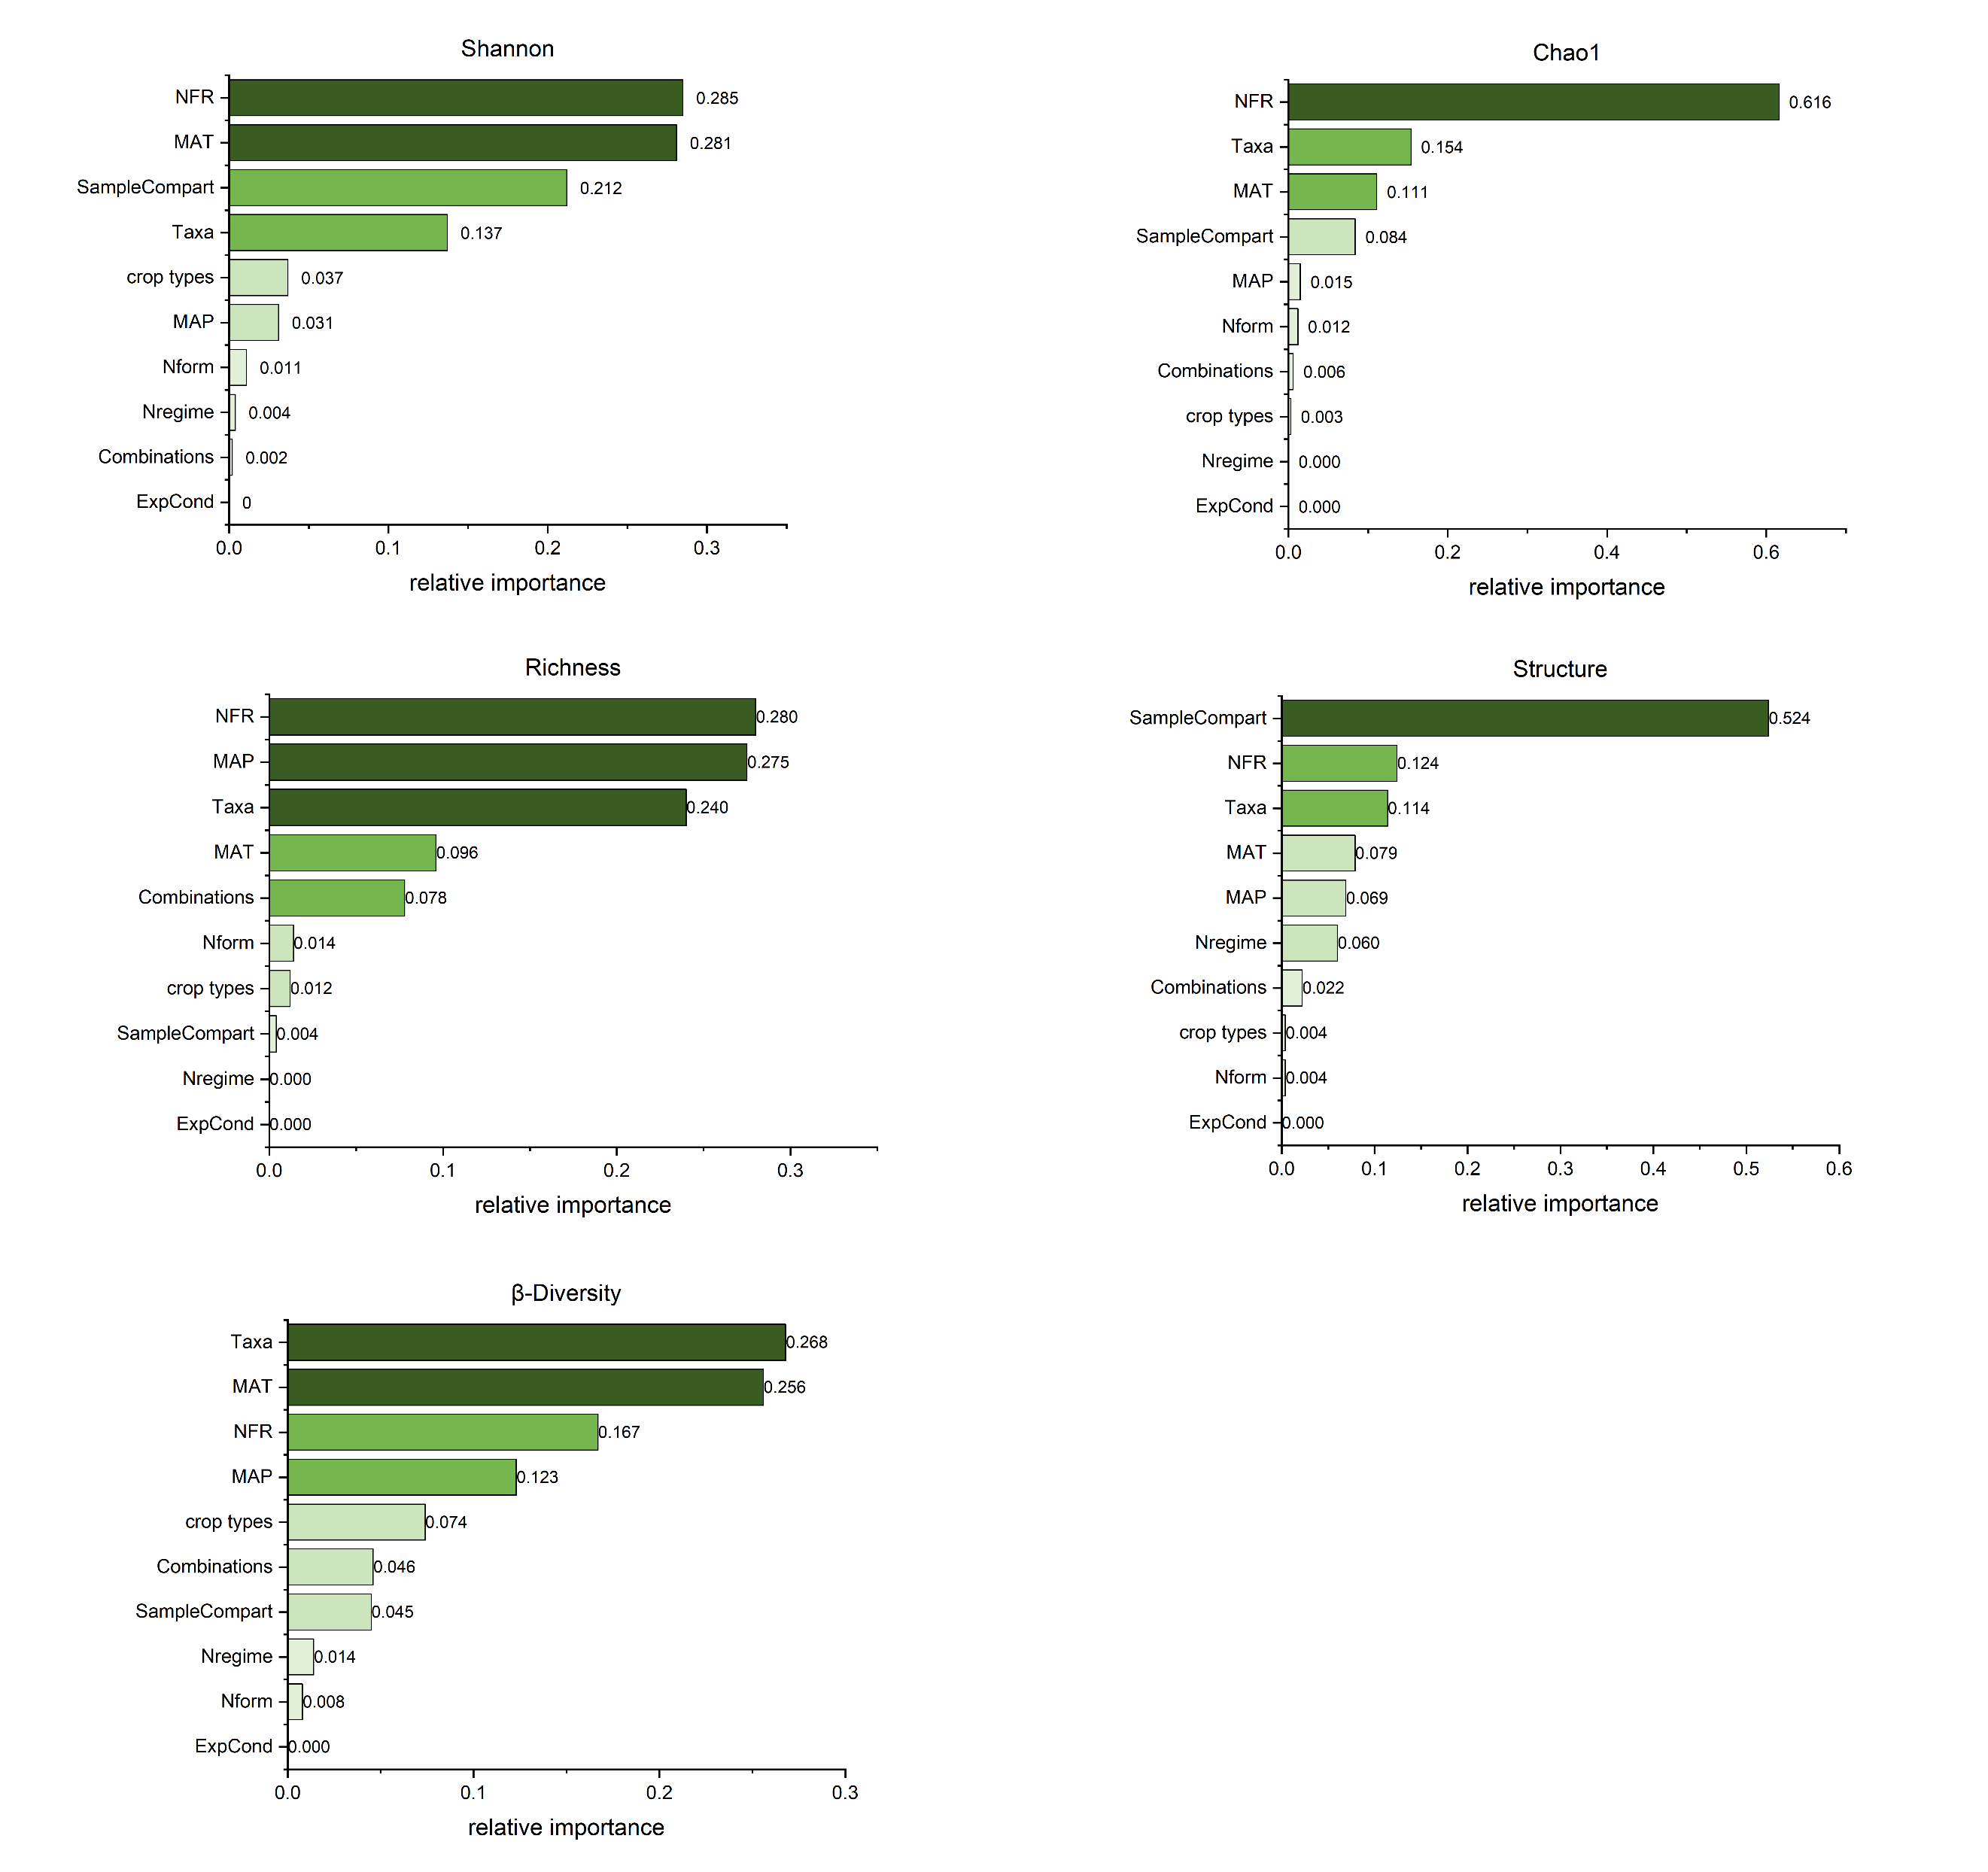 Shannon
NFR 0.285
MAT 0.281
SampleCompart 0.212
Taxa 0.137
crop types 0.037
MAP 0.031
Nform 0.011
Nregime 0.004
Combinations 0.002
ExpCond 0
0.0 0.1 0.2 0.3
relative importance
Chao1
NFR 0.616
Taxa 0.154
MAT 0.111
SampleCompart 0.084
MAP 0.015
Nform 0.012
Combinations 0.006
crop types 0.003
Nregime 0.000
ExpCond 0.000
0.0 0.2 0.4 0.6
relative importance
Richness
NFR 0.280
MAP 0.275
Taxa 0.240
MAT 0.096
Combinations 0.078
Nform 0.014
crop types 0.012
SampleCompart 0.004
Nregime 0.000
ExpCond 0.000
0.0 0.1 0.2 0.3
relative importance
Structure
SampleCompart 0.524
NFR 0.124
Taxa 0.114
MAT 0.079
MAP 0.069
Nregime 0.060
Combinations 0.022
crop types 0.004
Nform 0.004
ExpCond 0.000
0.0 0.1 0.2 0.3 0.4 0.5 0.6
relative importance
β-Diversity
Taxa 0.268
MAT 0.256
NFR 0.167
MAP 0.123
crop types 0.074
Combinations 0.046
SampleCompart 0.045
Nregime 0.014
Nform 0.008
ExpCond 0.000
0.0 0.1 0.2 0.3
relative importance